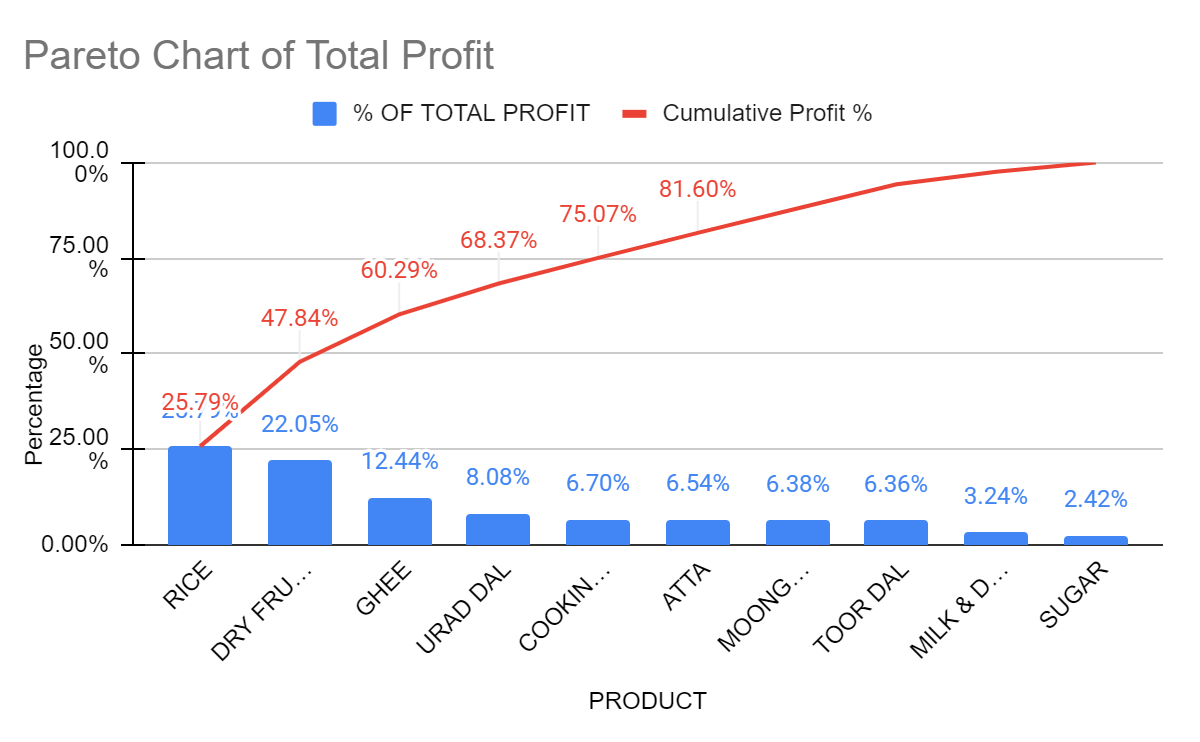 Pareto Chart of Total Profit
% OF TOTAL PROFIT
Cumulative Profit %
100.0
0%
75.00
%
50.00
%
25.00
%
0.00%
Percentage
25.79%
47.84%
60.29%
68.37%
75.07%
81.60%
25.79%
22.05%
12.44%
8.08%
6.70%
6.54%
6.38%
6.36%
3.24%
2.42%
RICE
DRY FRU…
GHEE
URAD DAL
COOKIN…
ATTA
MOONG…
TOOR DAL
MILK & D…
SUGAR
PRODUCT